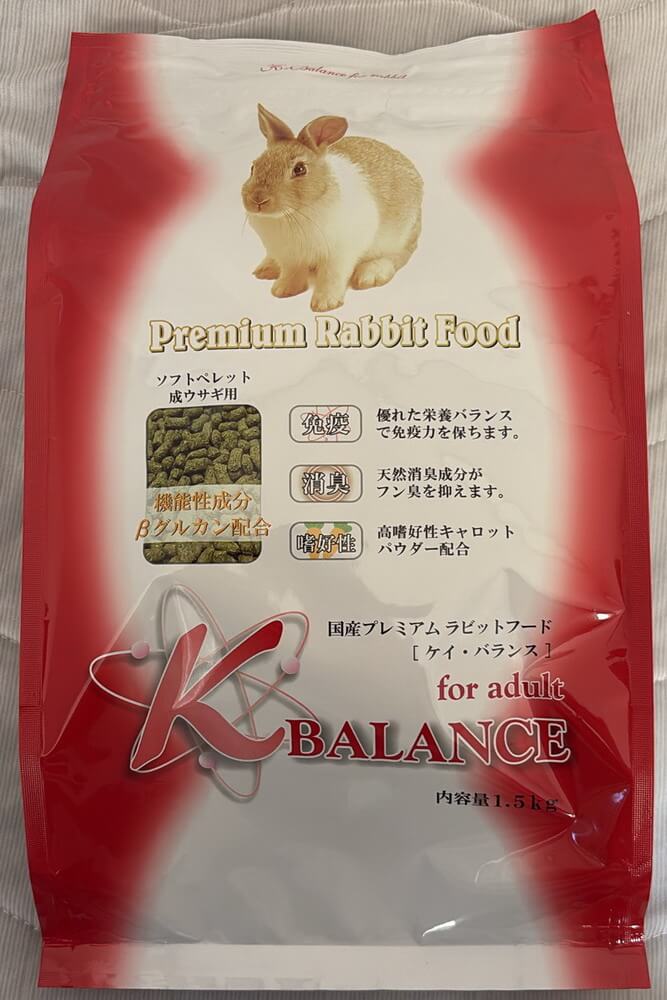 K-Balance for rabbit
Premium Rabbit Food
ソフトペレット
成ウサギ用
機能性成分
βグルカン配合
免疫
優れた栄養バランス
で免疫力を保ちます。
消臭
天然消臭成分が
フン臭を抑えます。
嗜好性
高嗜好性キャロット
パウダー配合
国産プレミアム ラビットフード
[ ケイ・バランス ]
for adult
K BALANCE
内容量1.5kg